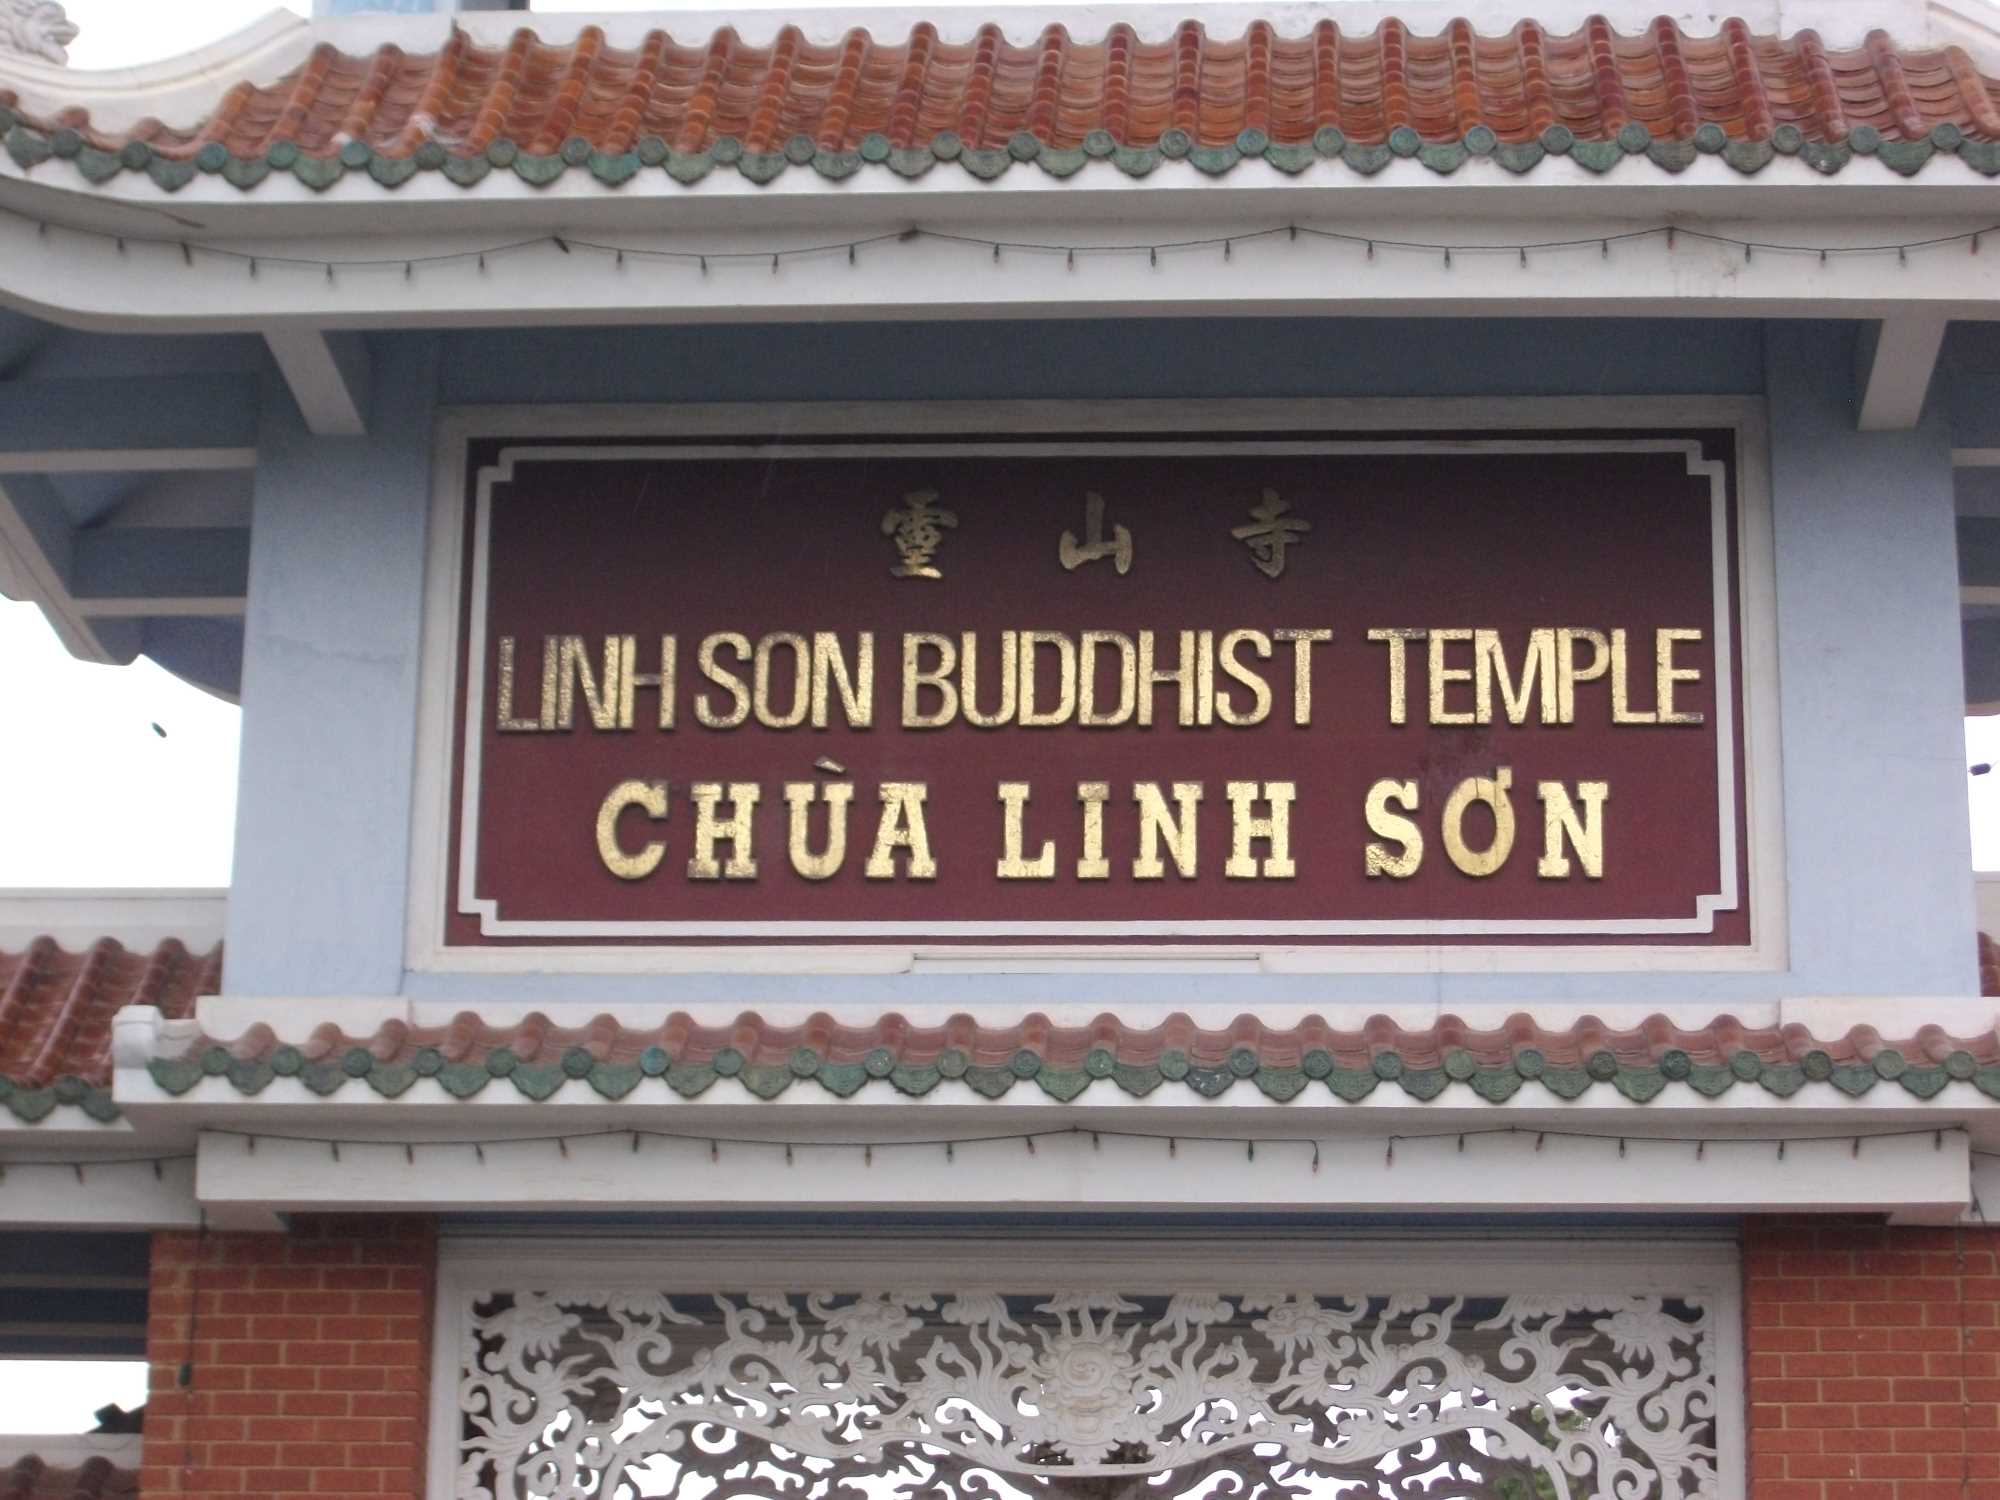 靈山寺
LINH SON BUDDHIST TEMPLE
CHÙA LINH SƠN